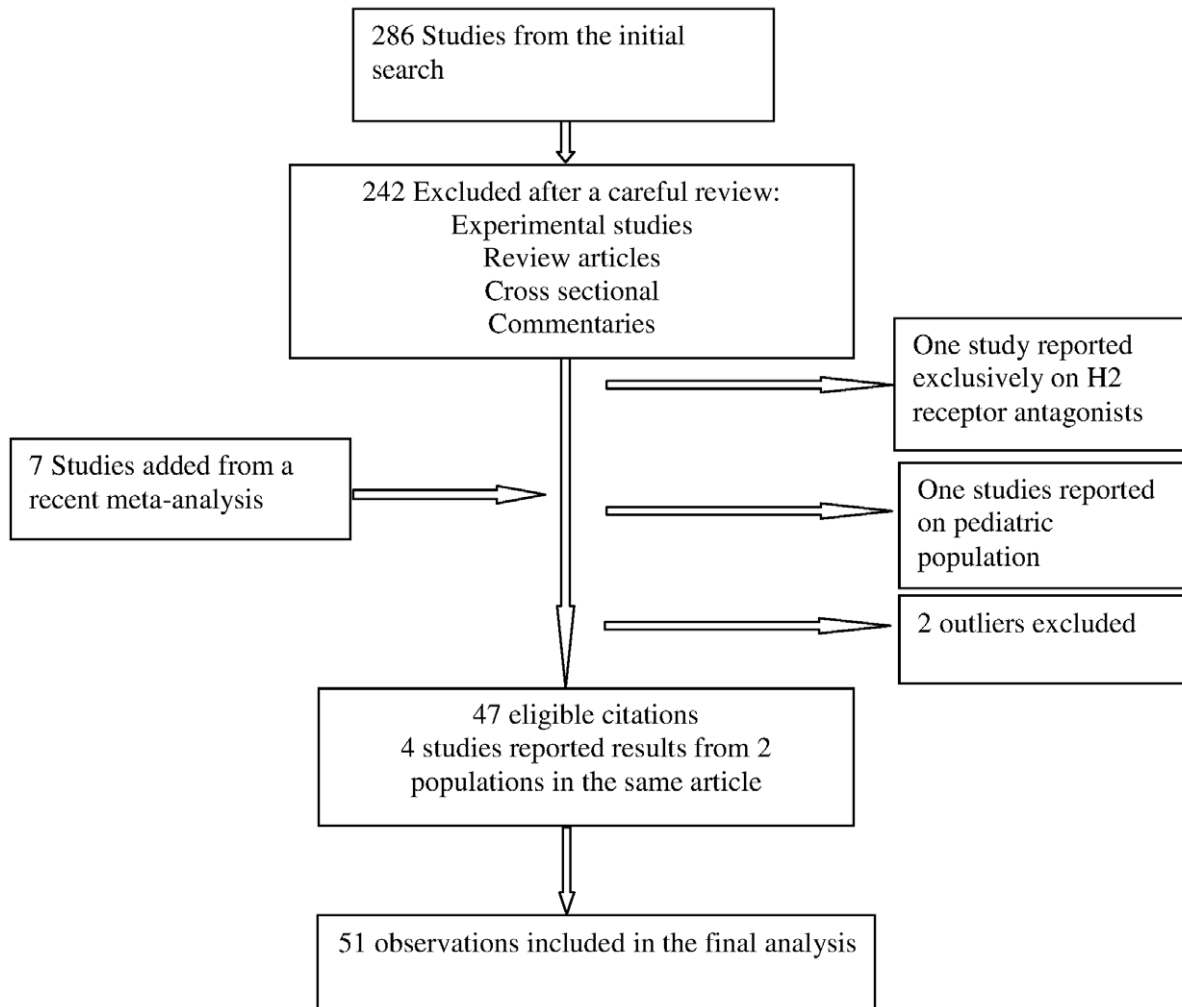 286 Studies from the initial
search
242 Excluded after a careful review:
Experimental studies
Review articles
Cross sectional
Commentaries
One study reported
exclusively on H2
receptor antagonists
7 Studies added from a
recent meta-analysis
One studies reported
on pediatric
population
2 outliers excluded
47 eligible citations
4 studies reported results from 2
populations in the same article
51 observations included in the final analysis